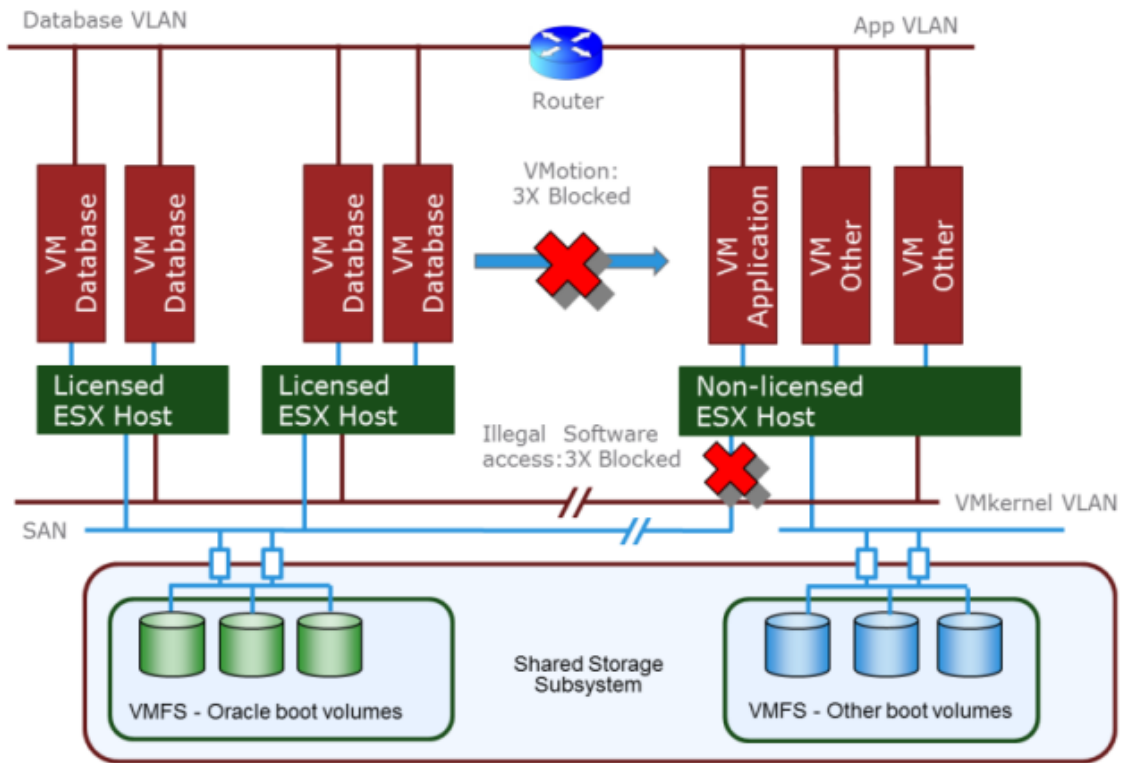 Database VLAN
App VLAN
Router
VM
Database
VM
Database
VM
Database
VM
Database
VMotion:
3X Blocked
VM
Application
VM
Other
VM
Other
Licensed
ESX Host
Licensed
ESX Host
Non-licensed
ESX Host
Illegal Software
access:3X Blocked
VMkernel VLAN
SAN
Shared Storage
Subsystem
VMFS - Oracle boot volumes
VMFS - Other boot volumes